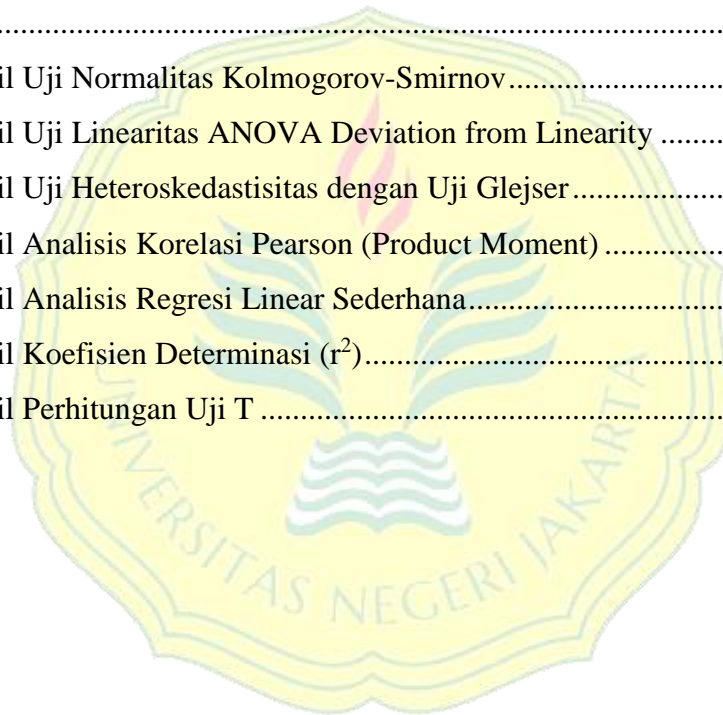 ........................................................................................
il Uji Normalitas Kolmogorov-Smirnov...........................
il Uji Linearitas ANOVA Deviation from Linearity ........
il Uji Heteroskedastisitas dengan Uji Glejser...................
il Analisis Korelasi Pearson (Product Moment) ...............
il Analisis Regresi Linear Sederhana................................
il Koefisien Determinasi (r²).............................................
il Perhitungan Uji T ..........................................................
UNIVERSITAS NEGERI JAKARTA